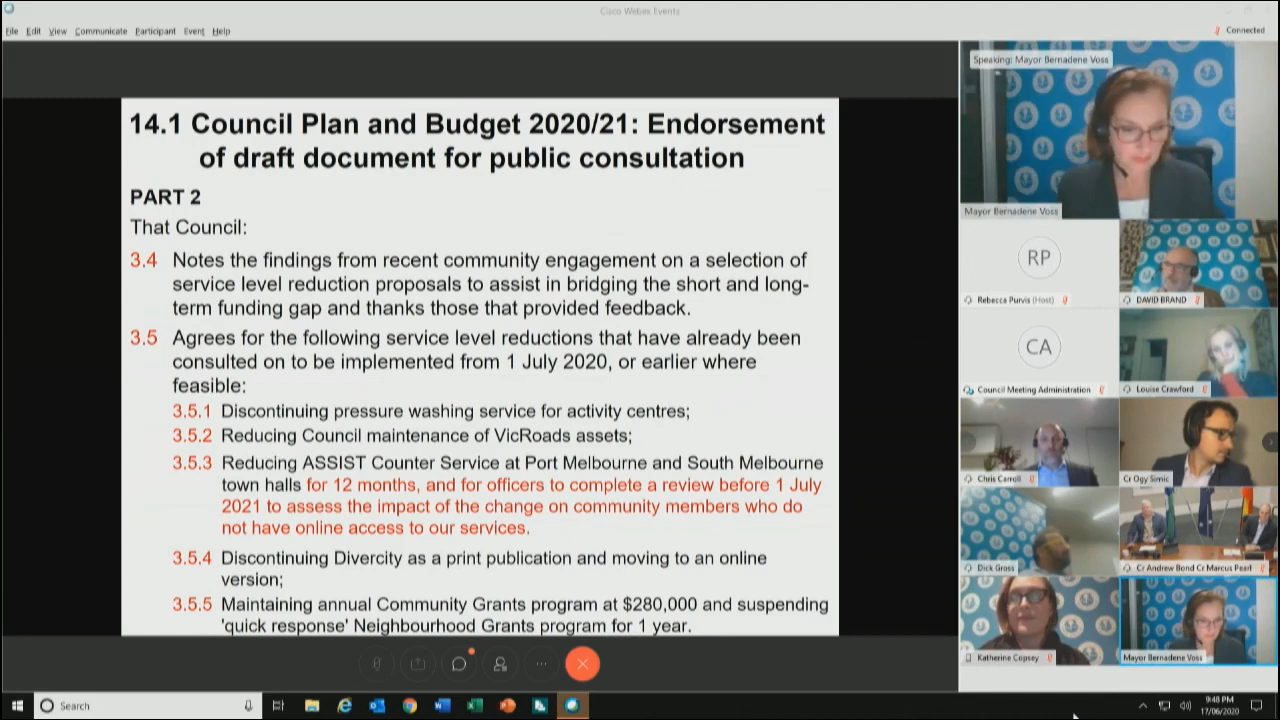 Cisco Webex Events
File Edit View Communicate Participant Event Help
Connected
14.1 Council Plan and Budget 2020/21: Endorsement
of draft document for public consultation
PART 2
That Council:
3.4 Notes the findings from recent community engagement on a selection of
service level reduction proposals to assist in bridging the short and long-
term funding gap and thanks those that provided feedback.
3.5 Agrees for the following service level reductions that have already been
consulted on to be implemented from 1 July 2020, or earlier where
feasible:
3.5.1 Discontinuing pressure washing service for activity centres;
3.5.2 Reducing Council maintenance of VicRoads assets;
3.5.3 Reducing ASSIST Counter Service at Port Melbourne and South Melbourne
town halls for 12 months, and for officers to complete a review before 1 July
2021 to assess the impact of the change on community members who do
not have online access to our services.
3.5.4 Discontinuing Divercity as a print publication and moving to an online
version;
3.5.5 Maintaining annual Community Grants program at $280,000 and suspending
'quick response' Neighbourhood Grants program for 1 year.
Speaking: Mayor Bernadene Voss
Mayor Bernadene Voss
RP
Rebecca Purvis (Host)
DAVID BRAND
CA
Council Meeting Administration
Louise Crawford
Chris Carroll
Cr Ogy Simic
Dick Gross
Cr Andrew Bond Cr Marcus Pearl
Katherine Copsey
Mayor Bernadene Voss
Search
9:48 PM
17/06/2020